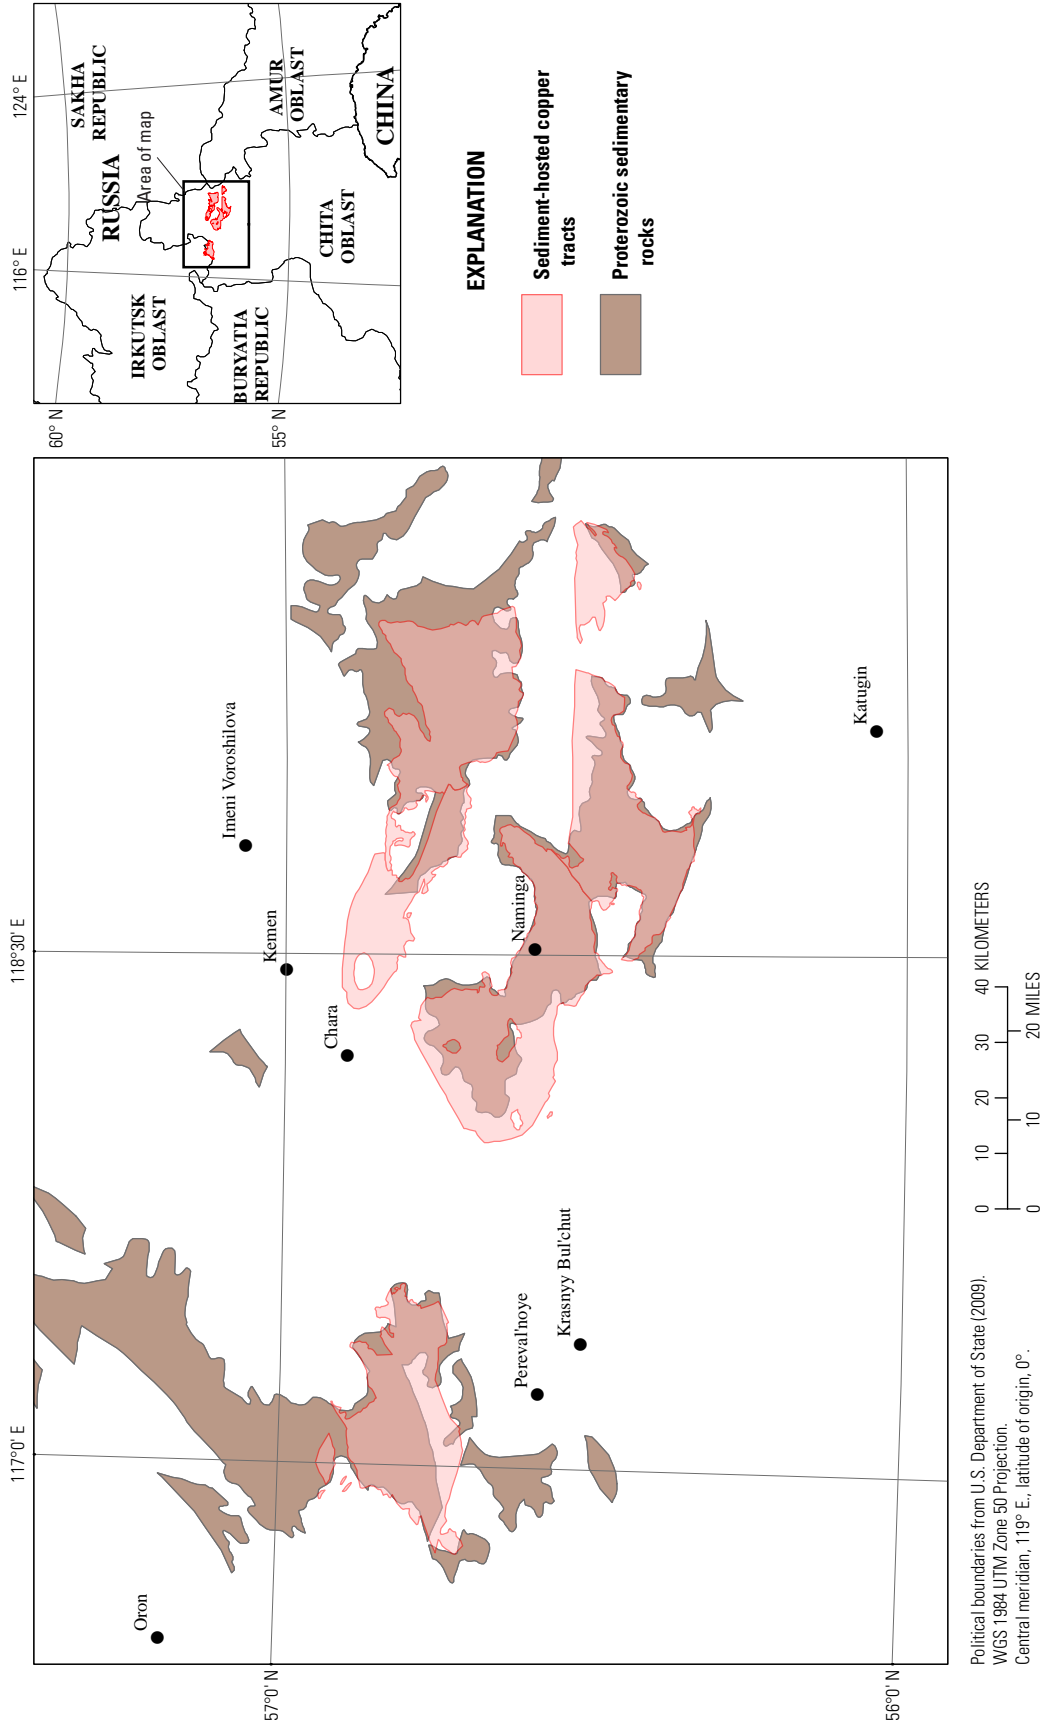 116° E
124° E
60° N
55° N
SAKHA
REPUBLIC
RUSSIA
Area of map
IRKUTSK
OBLAST
AMUR
OBLAST
BURYATIA
REPUBLIC
CHITA
OBLAST
CHINA
EXPLANATION
Sediment-hosted copper
tracts
Proterozoic sedimentary
rocks
117°0' E
118°30' E
57°0' N
56°0' N
Oron
Imeni Voroshilova
Kemen
Chara
Naminga
Pereval'noye
Krasnyy Bul'chut
Katugin
0 10 20 30 40 KILOMETERS
0 10 20 MILES
Political boundaries from U.S. Department of State (2009).
WGS 1984 UTM Zone 50 Projection.
Central meridian, 119° E., latitude of origin, 0°.